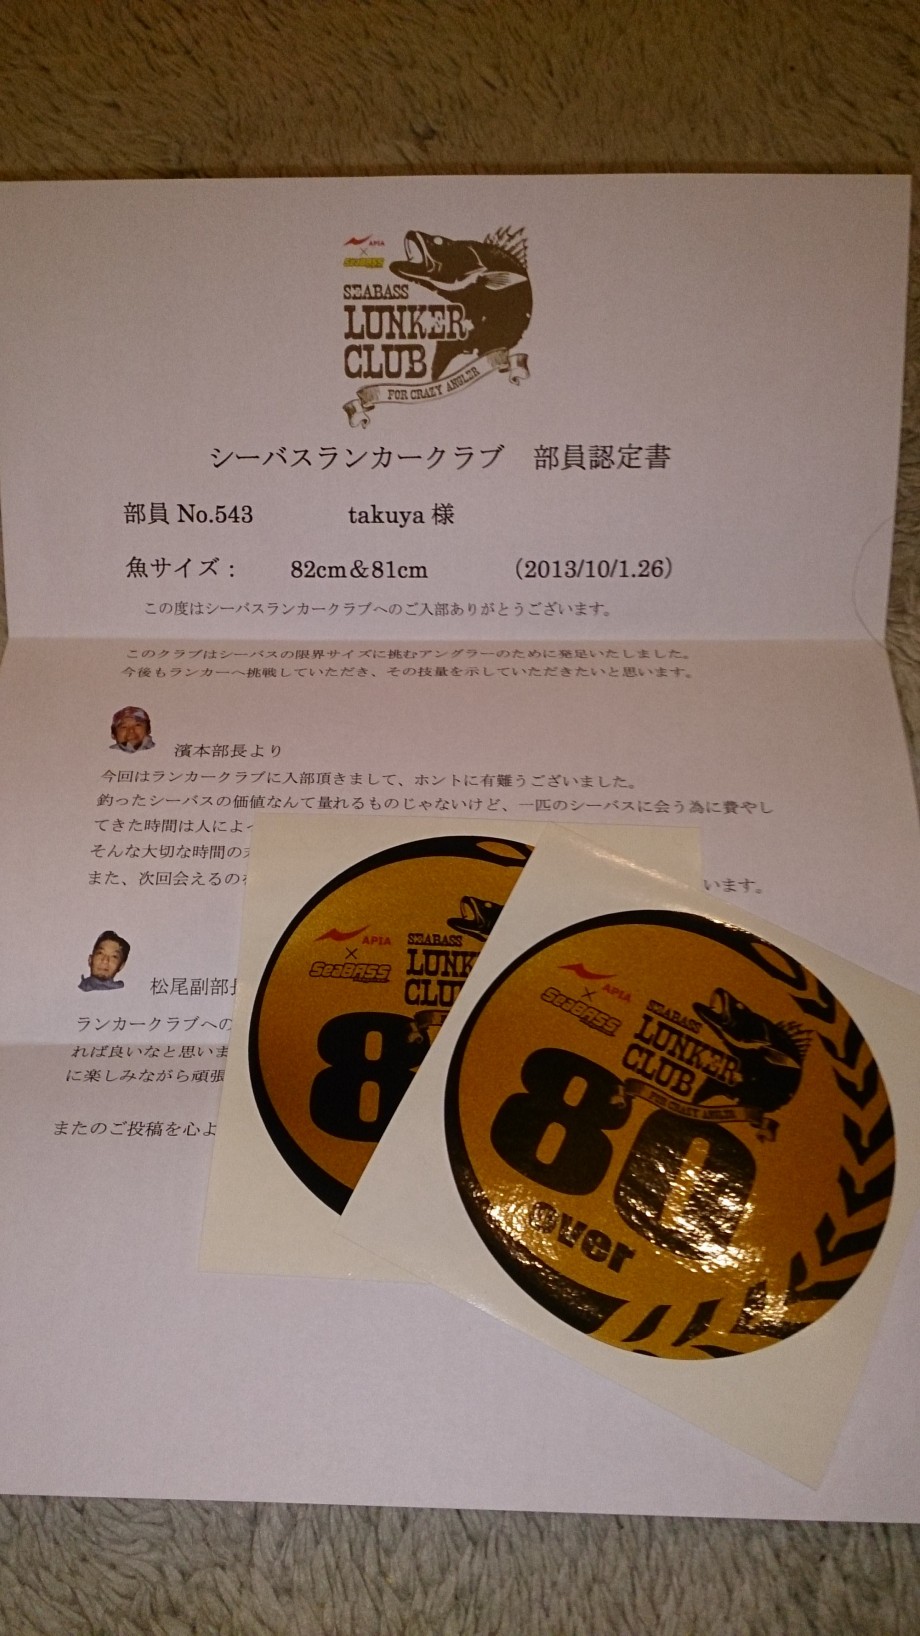 APIA
×
SeaBASS
SEABASS
LUNKER
CLUB
FOR CRAZY ANGLER
シーバスランカークラブ 部員認定書
部員 No.543 takuya 様
魚サイズ： 82cm＆81cm （2013/10/1.26）
この度はシーバスランカークラブへのご入部ありがとうございます。
このクラブはシーバスの限界サイズに挑むアングラーのために発足いたしました。
今後もランカーへ挑戦していただき、その技量を示していただきたいと思います。
濱本部長より
今回はランカークラブに入部頂きまして、ホントに有難うございました。
釣ったシーバスの価値なんて量れるものじゃないけど、一匹のシーバスに会う為に費やし
てきた時間は人によっ
そんな大切な時間の
また、次回会えるのを います。
松尾副部長
ランカークラブへの
れば良いなと思いま
に楽しみながら頑張
またのご投稿を心よ
APIA
×
SeaBASS
SEABASS
LUNK
CLU
8
APIA
×
SeaBASS
SEABASS
LUNKER
CLUB
FOR CRAZY ANGLER
80
over